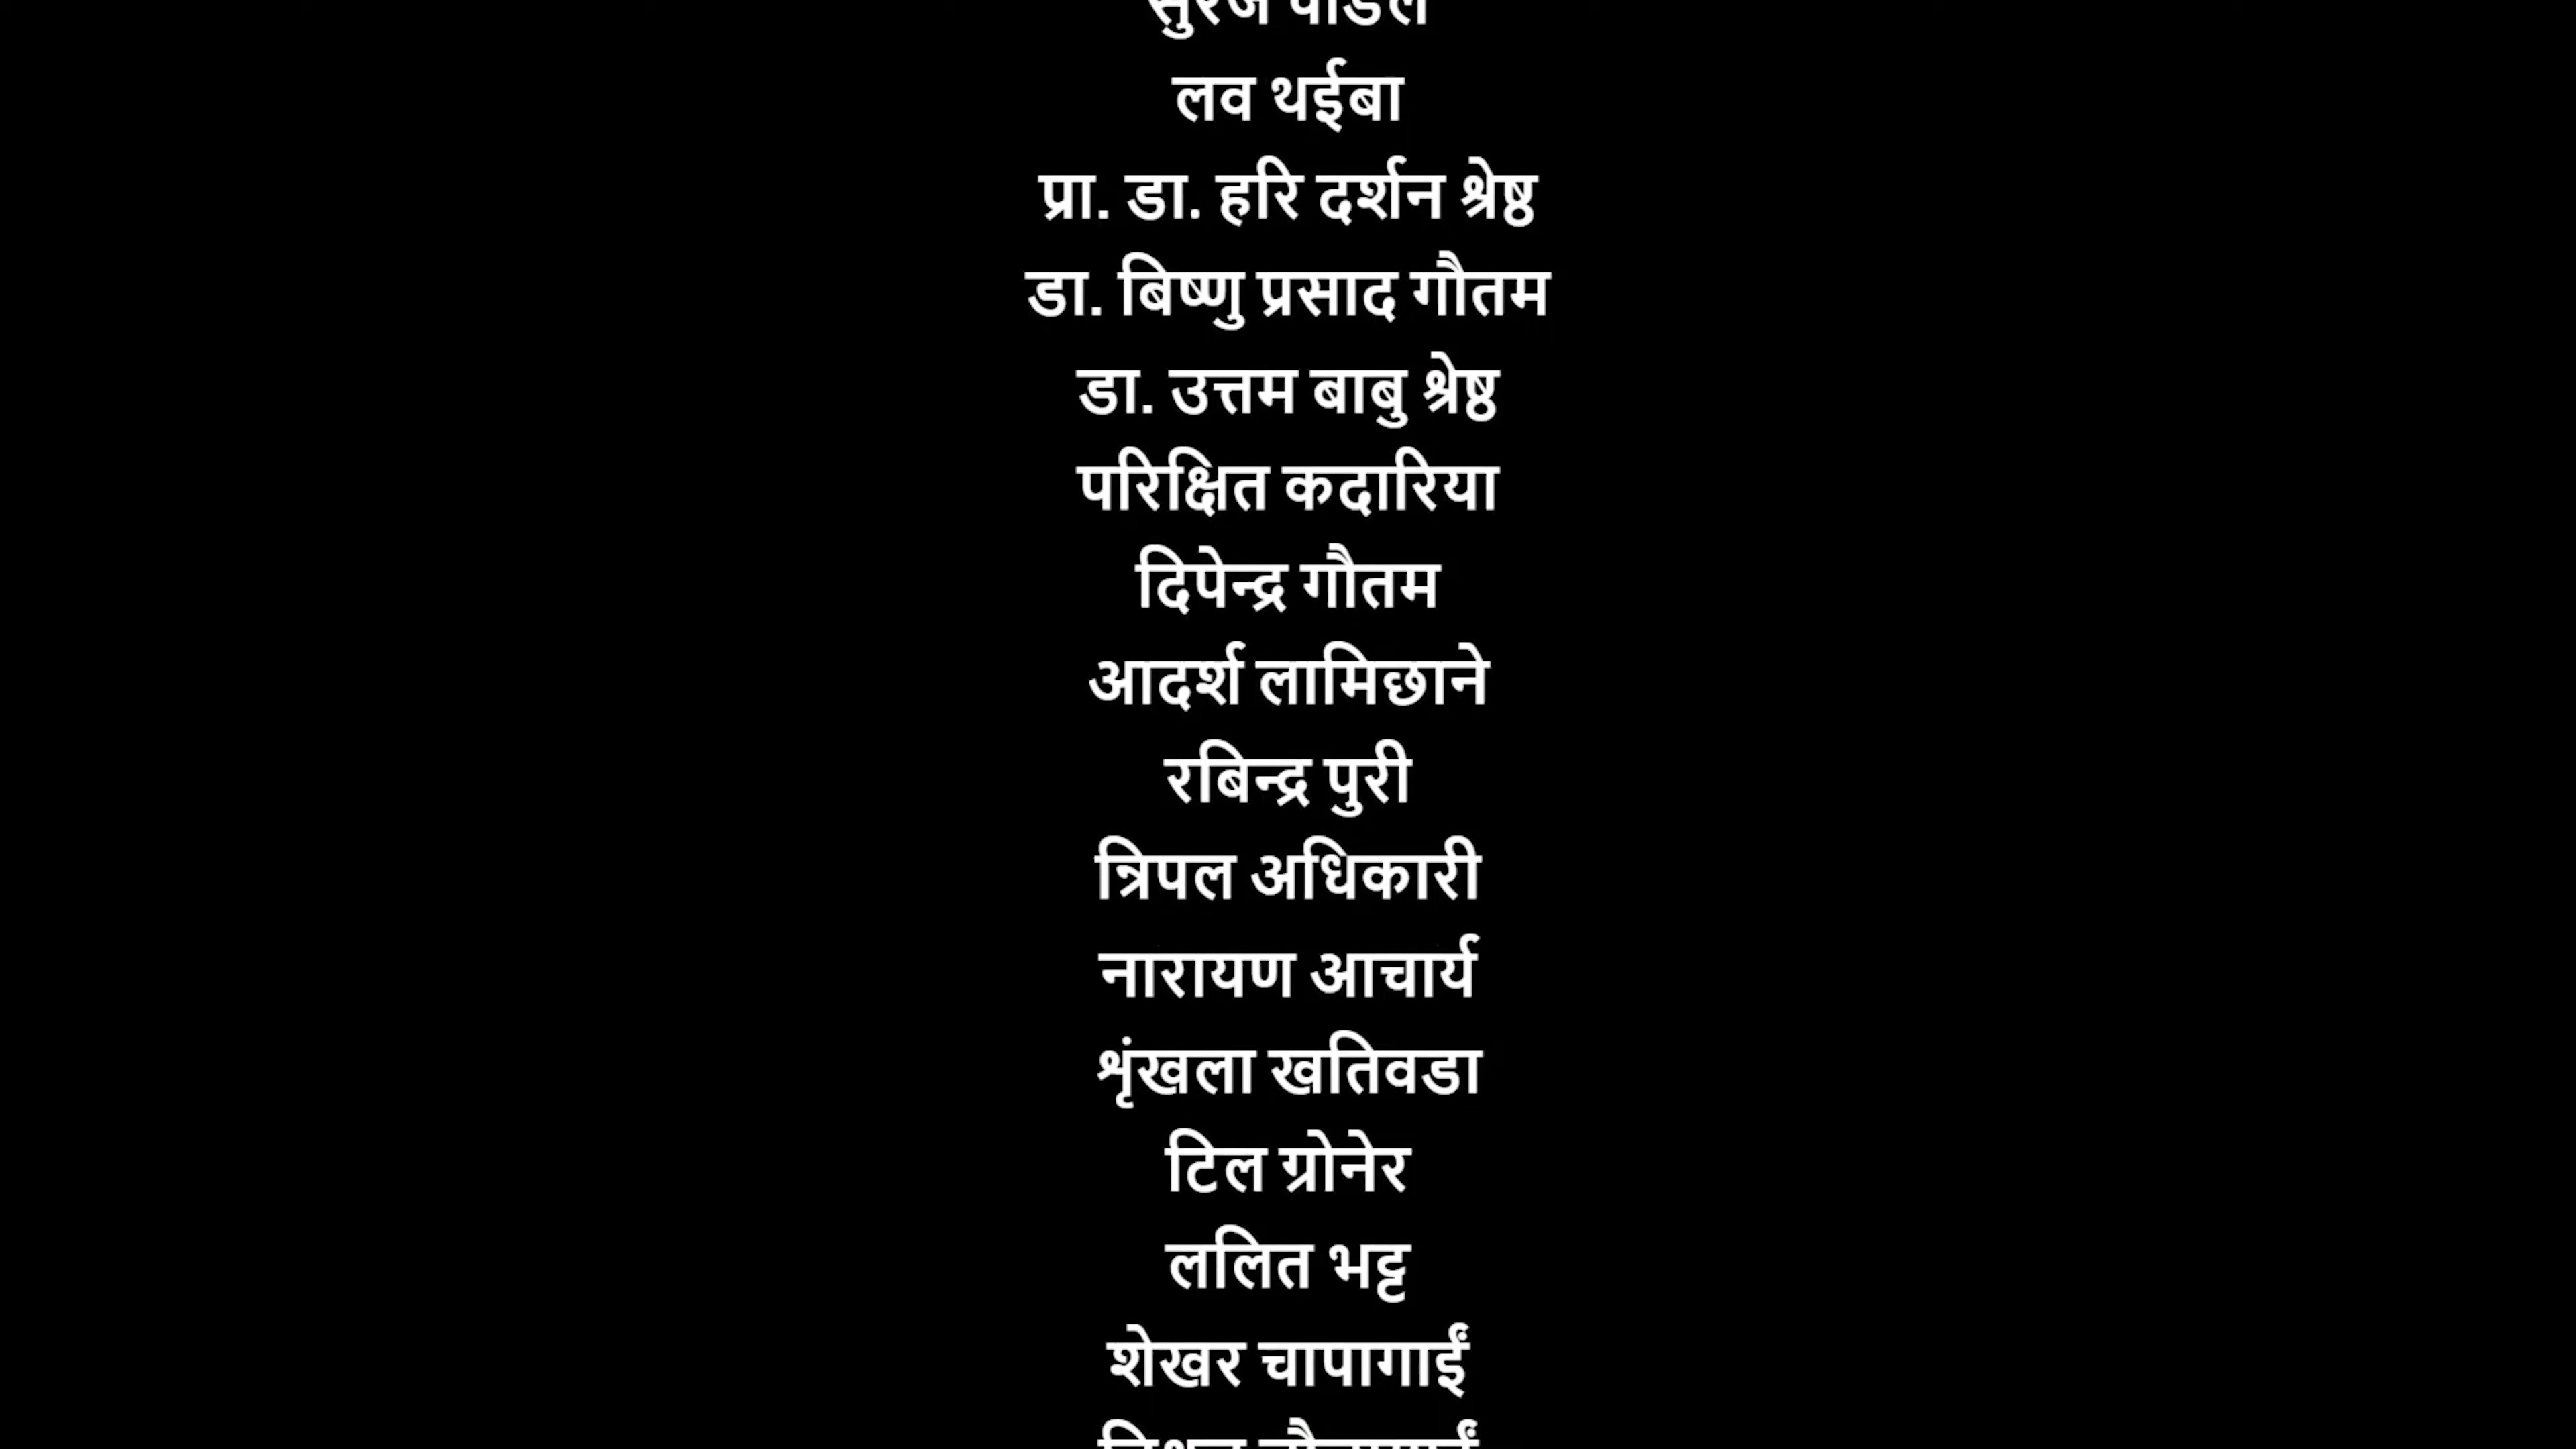 सुरज पौडेल
लव थईबा
प्रा. डा. हरि दर्शन श्रेष्ठ
डा. बिष्णु प्रसाद गौतम
डा. उत्तम बाबु श्रेष्ठ
परिक्षित कदारिया
दिपेन्द्र गौतम
आदर्श लामिछाने
रबिन्द्र पुरी
त्रिपल अधिकारी
नारायण आचार्य
शृंखला खतिवडा
टिल ग्रोनेर
ललित भट्ट
शेखर चापागाईं